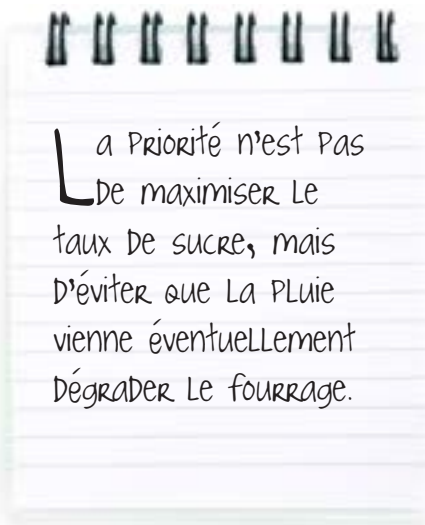 La priorité n'est pas
de maximiser le
taux de sucre, mais
d'éviter que la pluie
vienne éventuellement
dégrader le fourrage.